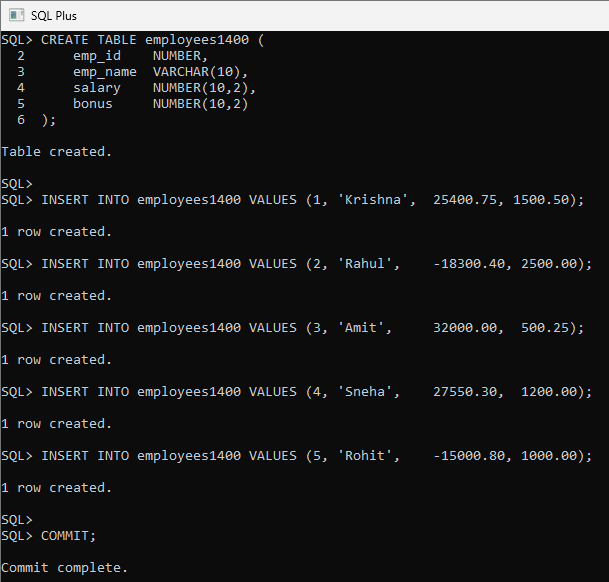 SQL Plus
SQL> CREATE TABLE employees1400 (
  2      emp_id    NUMBER,
  3      emp_name  VARCHAR(10),
  4      salary    NUMBER(10,2),
  5      bonus     NUMBER(10,2)
  6  );
Table created.
SQL>
SQL> INSERT INTO employees1400 VALUES (1, 'Krishna',  25400.75, 1500.50);
1 row created.
SQL> INSERT INTO employees1400 VALUES (2, 'Rahul',    -18300.40, 2500.00);
1 row created.
SQL> INSERT INTO employees1400 VALUES (3, 'Amit',     32000.00,  500.25);
1 row created.
SQL> INSERT INTO employees1400 VALUES (4, 'Sneha',    27550.30,  1200.00);
1 row created.
SQL> INSERT INTO employees1400 VALUES (5, 'Rohit',    -15000.80, 1000.00);
1 row created.
SQL>
SQL> COMMIT;
Commit complete.